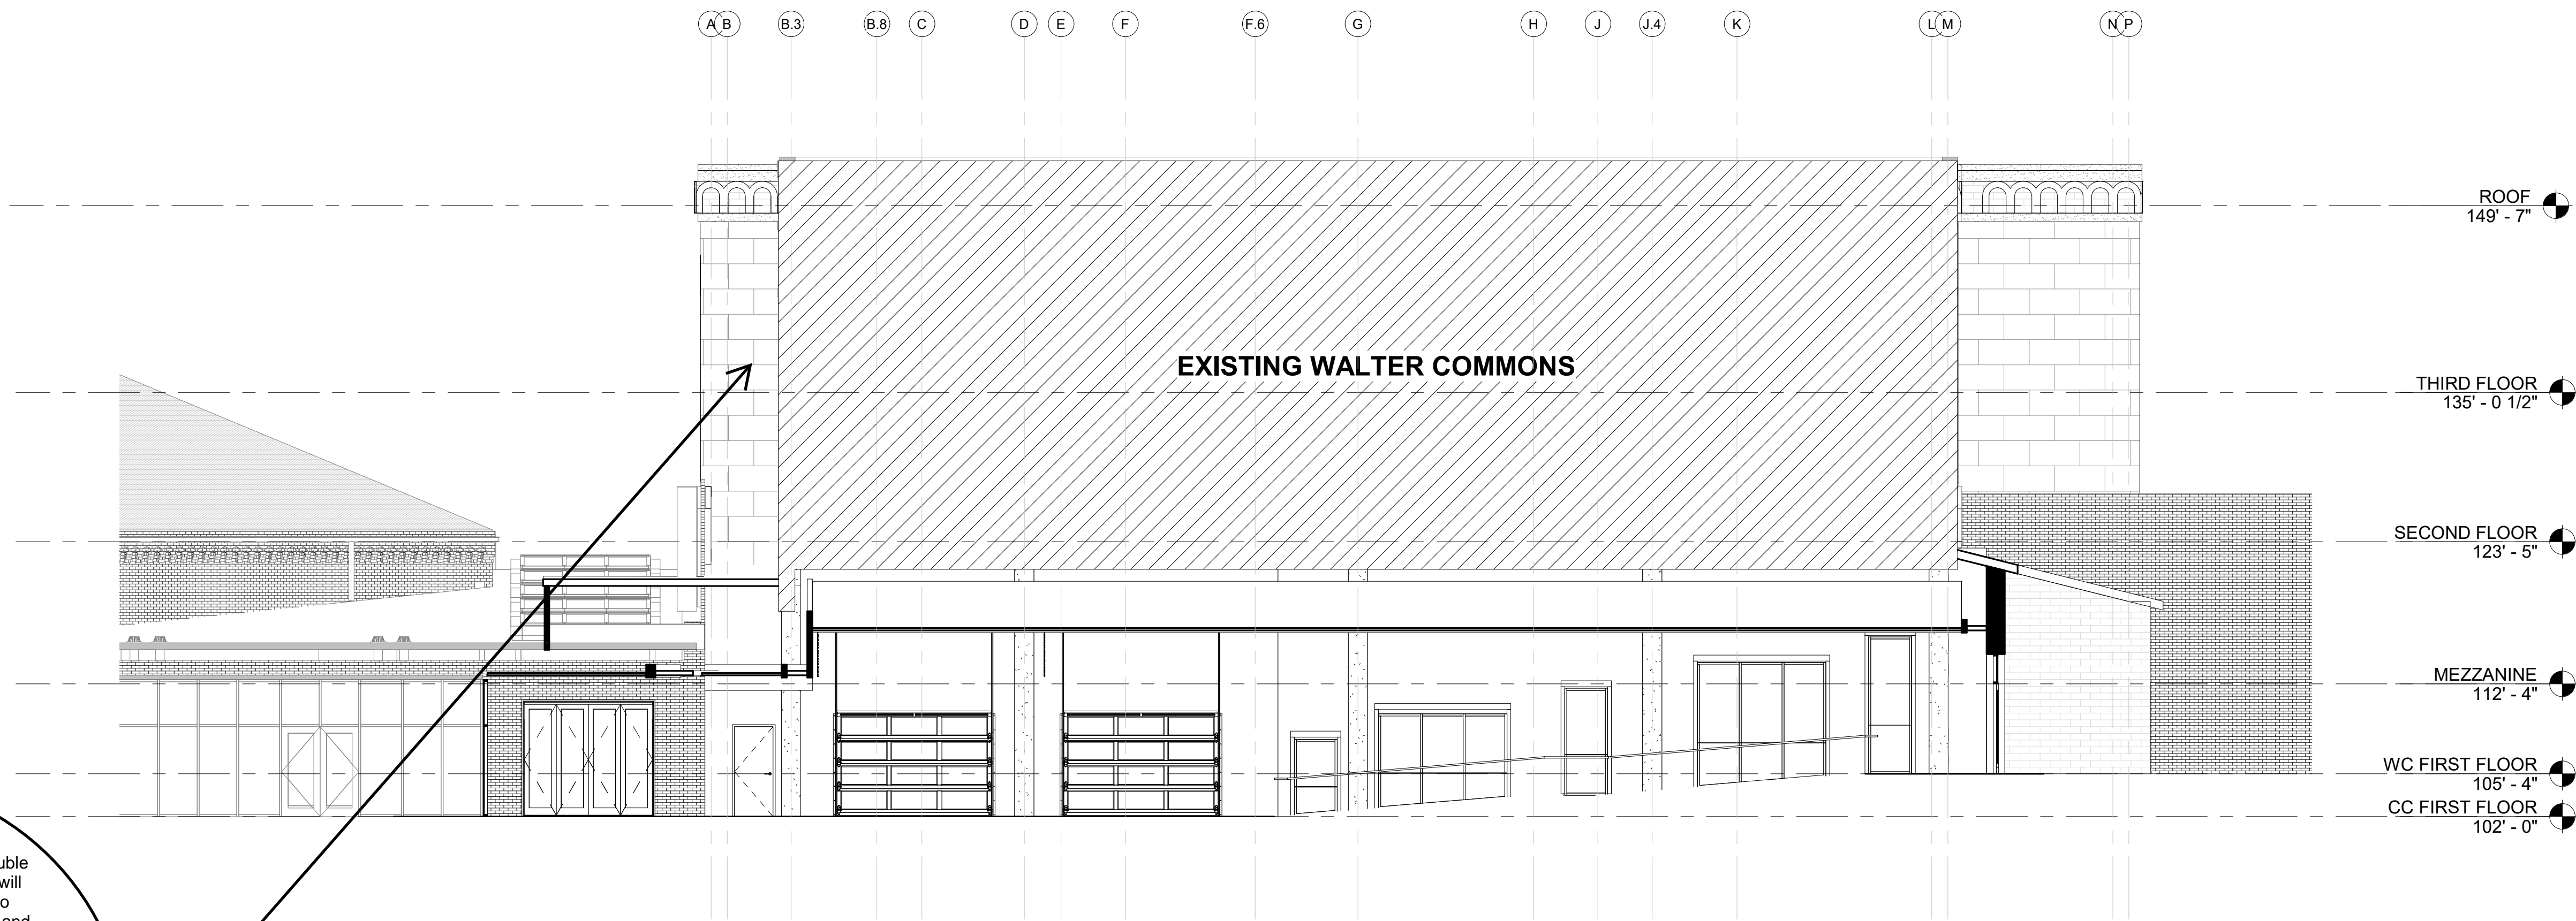 A B B.3 B.8 C D E F F.6 G H J J.4 K L M N P
ROOF
149' - 7"
EXISTING WALTER COMMONS
THIRD FLOOR
135' - 0 1/2"
SECOND FLOOR
123' - 5"
MEZZANINE
112' - 4"
WC FIRST FLOOR
105' - 4"
CC FIRST FLOOR
102' - 0"
will